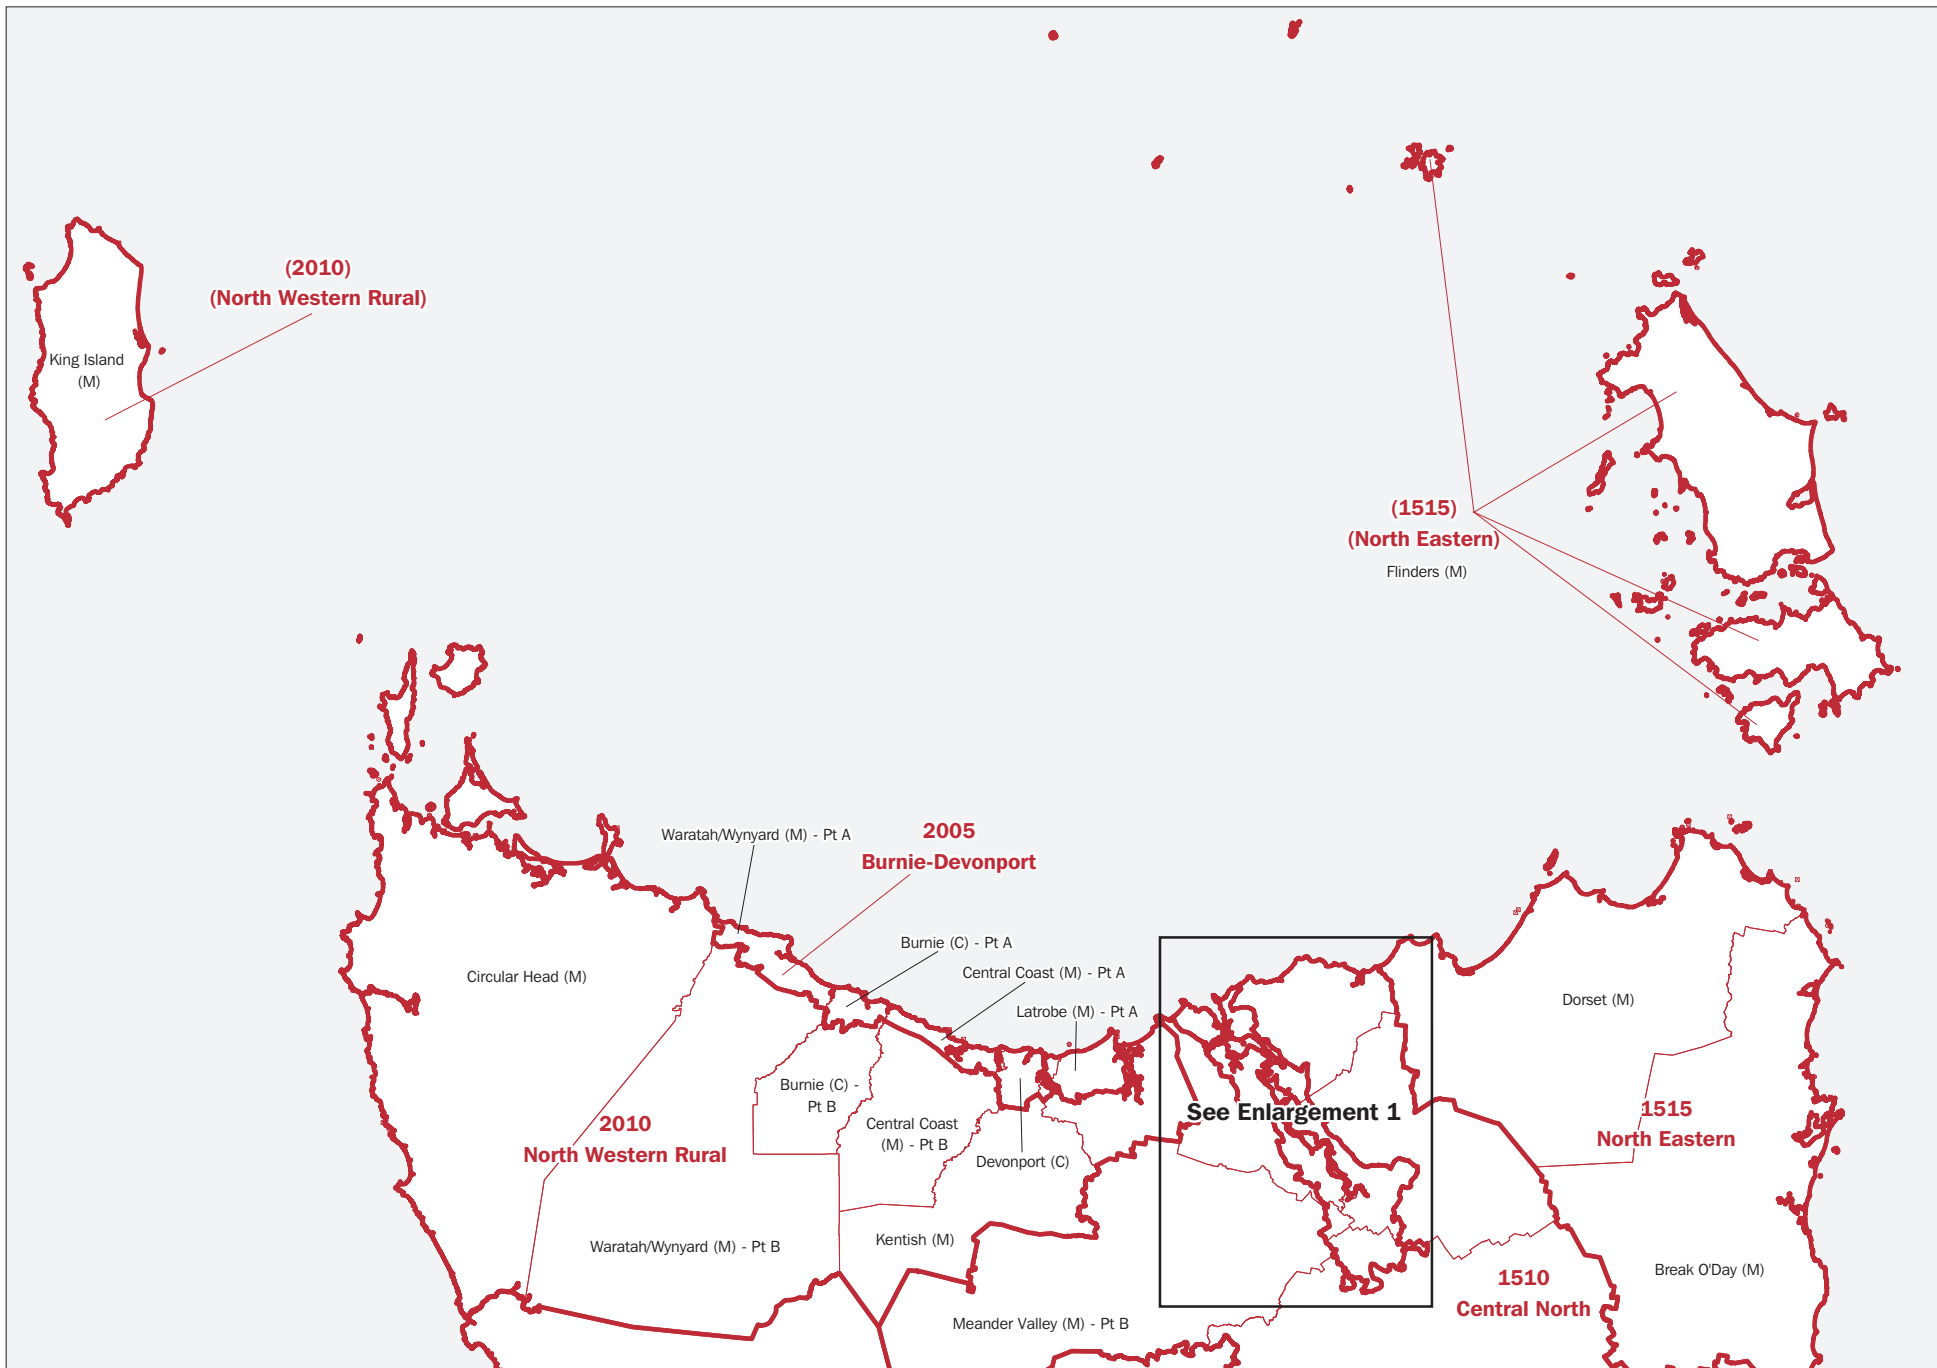 (2010)
(North Western Rural)
King Island
(M)
(1515)
(North Eastern)
Flinders (M)
Waratah/Wynyard (M) - Pt A
2005
Burnie-Devonport
Burnie (C) - Pt A
Central Coast (M) - Pt A
Latrobe (M) - Pt A
Circular Head (M)
Dorset (M)
Burnie (C) -
Pt B
Central Coast
(M) - Pt B
Devonport (C)
See Enlargement 1
2010
North Western Rural
1515
North Eastern
Waratah/Wynyard (M) - Pt B
Kentish (M)
Meander Valley (M) - Pt B
1510
Central North
Break O'Day (M)